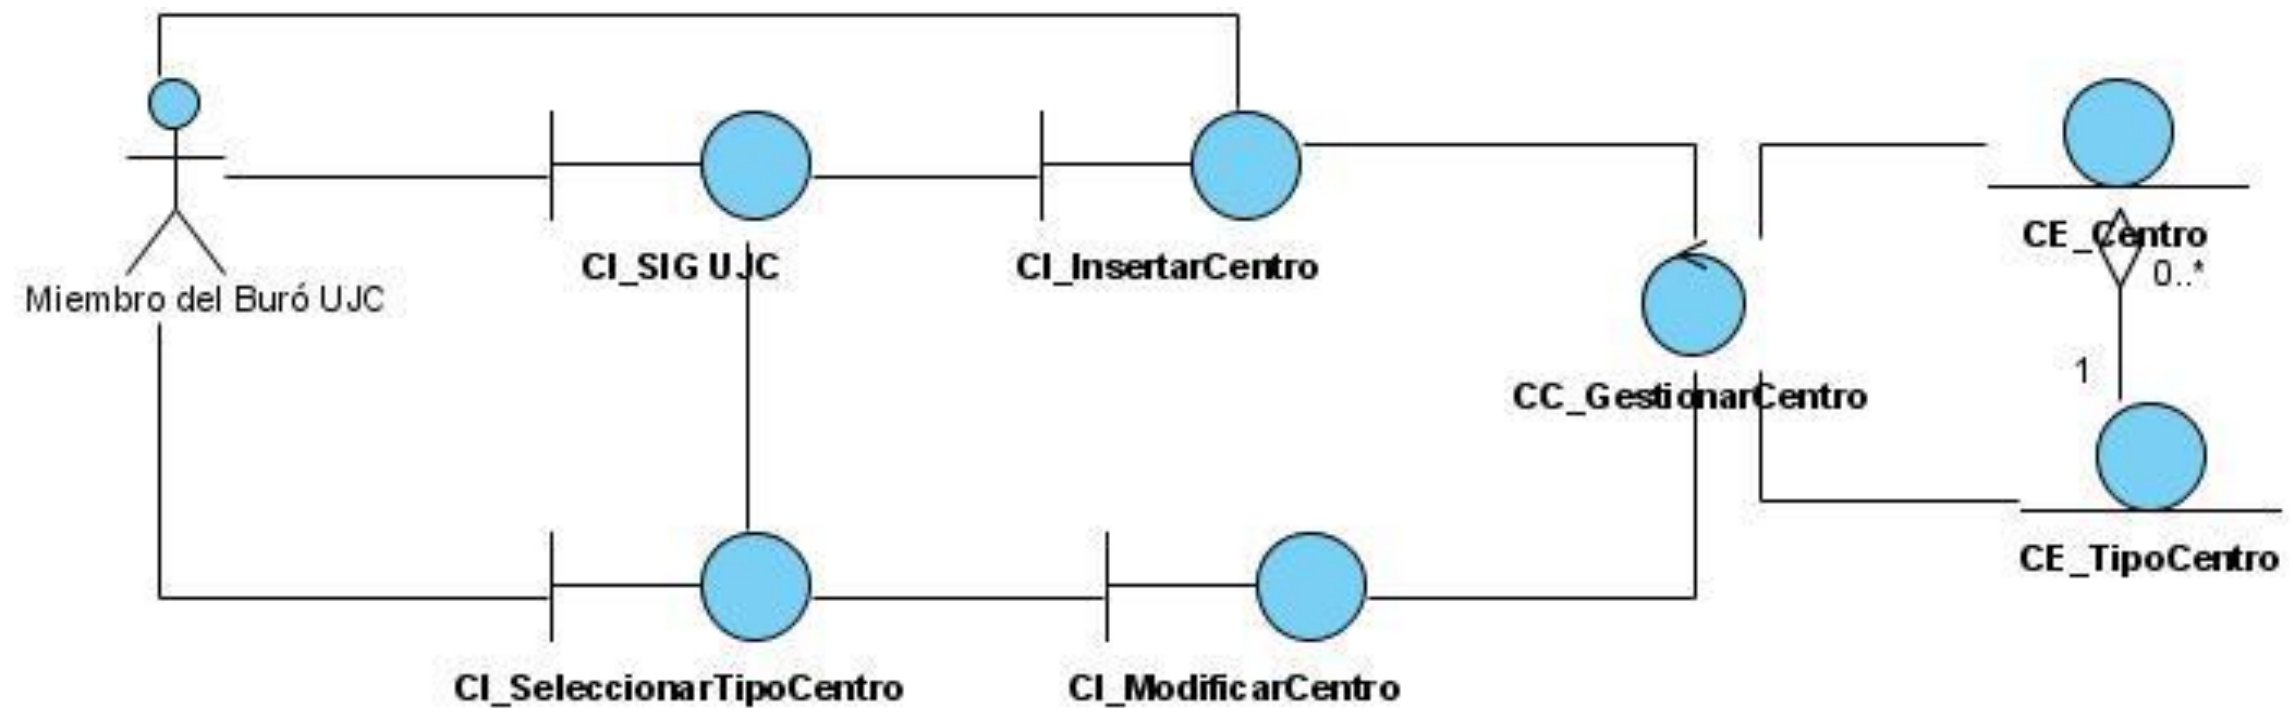 CE_Centro
CI_SIG UJC
CI_InsertarCentro
0..*
Miembro del Buró UJC
1
CC_GestionarCentro
CE_TipoCentro
CI_SeleccionarTipoCentro
CI_ModificarCentro